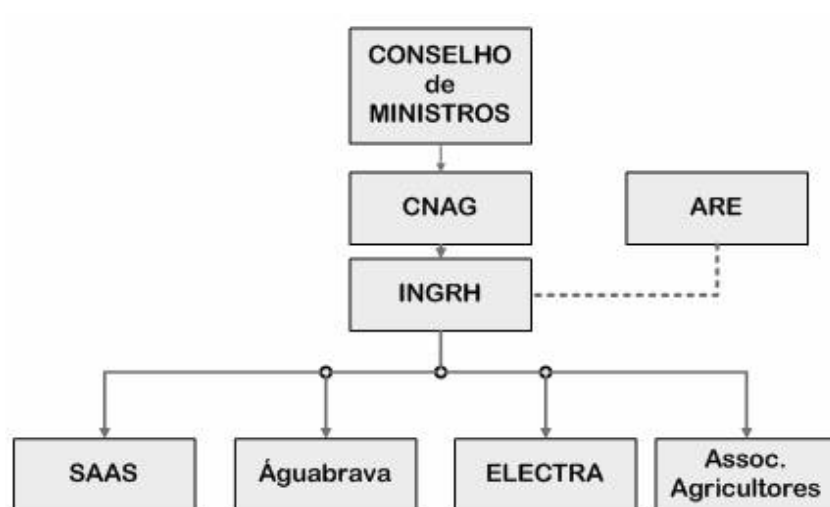 CONSELHO
de
MINISTROS
CNAG
ARE
INGRH
SAAS
Águabrava
ELECTRA
Assoc.
Agricultores